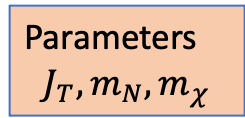 Parameters
J_T, m_N, m_χ